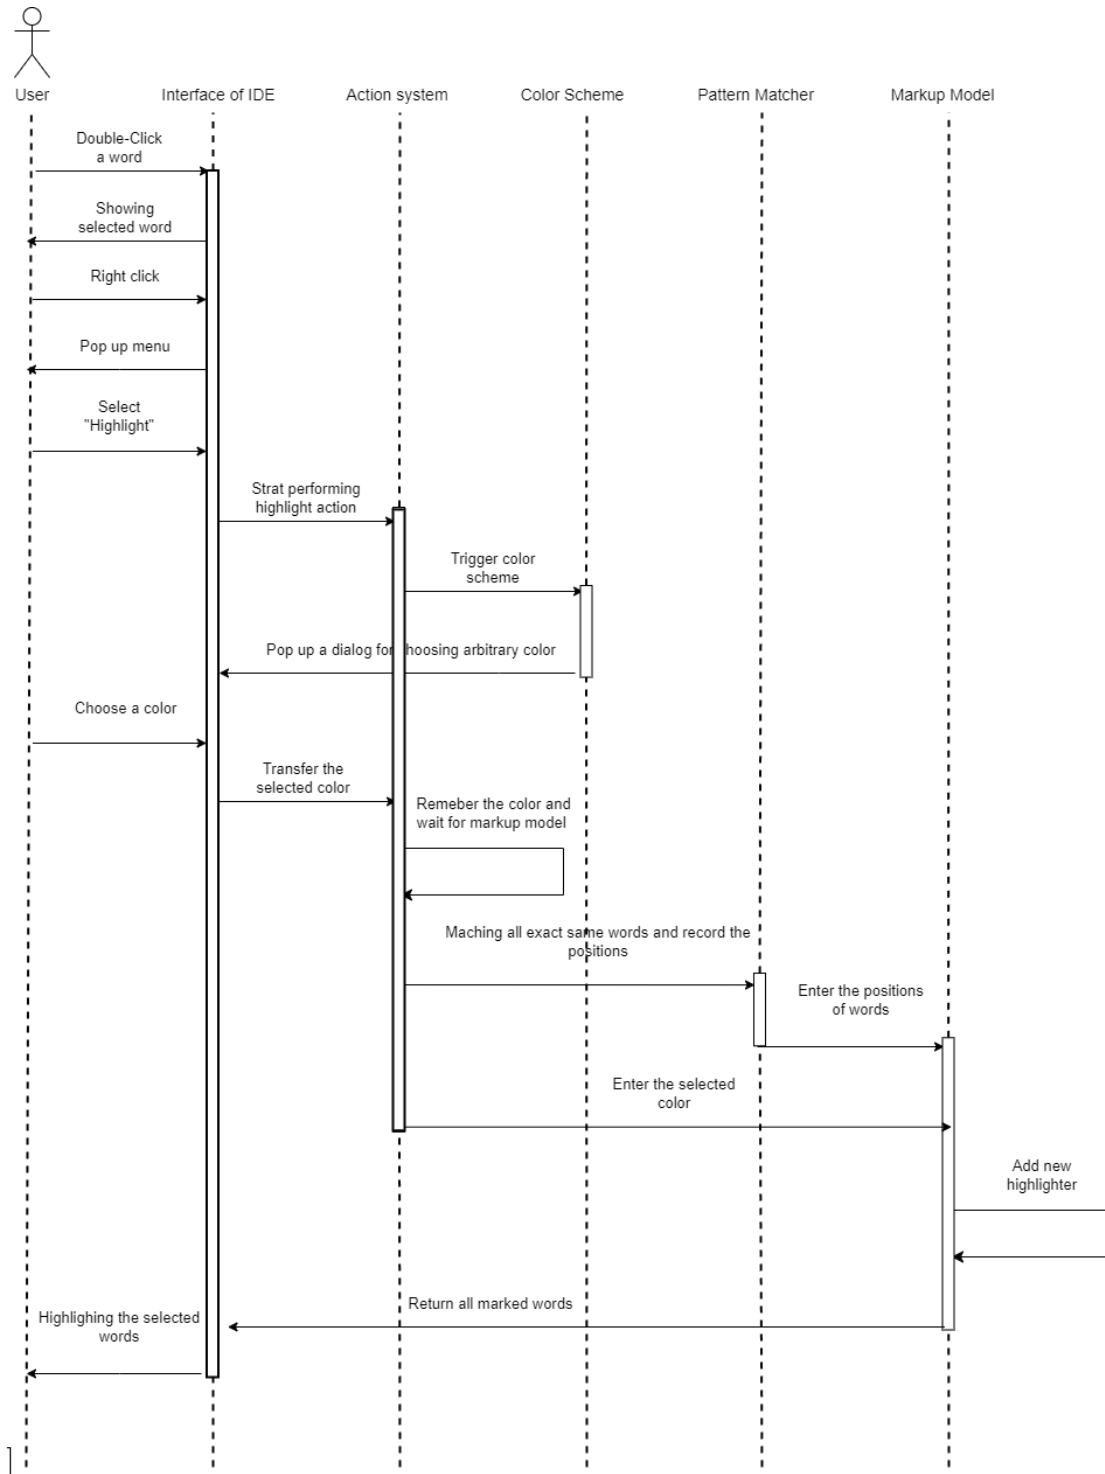 User
Interface of IDE
Action system
Color Scheme
Pattern Matcher
Markup Model
Double-Click
a word
Showing
selected word
Right click
Pop up menu
Select
"Highlight"
Strat performing
highlight action
Trigger color
scheme
Pop up a dialog for choosing arbitrary color
Choose a color
Transfer the
selected color
Remeber the color and
wait for markup model
Maching all exact same words and record the
positions
Enter the positions
of words
Enter the selected
color
Add new
highlighter
Return all marked words
Highlighing the selected
words
]